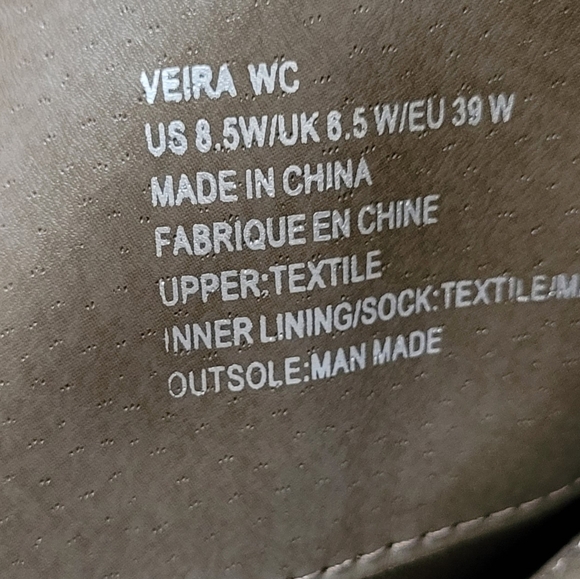 VEIRA WC
US 8.5W/UK 6.5 W/EU 39 W
MADE IN CHINA
FABRIQUE EN CHINE
UPPER:TEXTILE
INNER LINING/SOCK:TEXTILE/M
OUTSOLE:MAN MADE